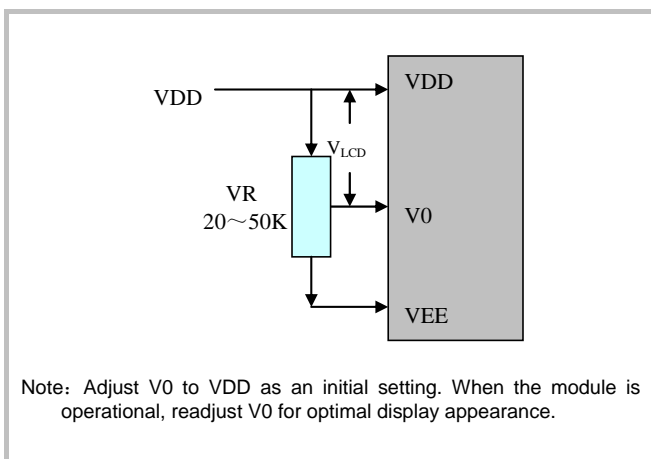 VDD
VDD
V_LCD
VR
20～50K
V0
VEE
Note：Adjust V0 to VDD as an initial setting. When the module is
operational, readjust V0 for optimal display appearance.